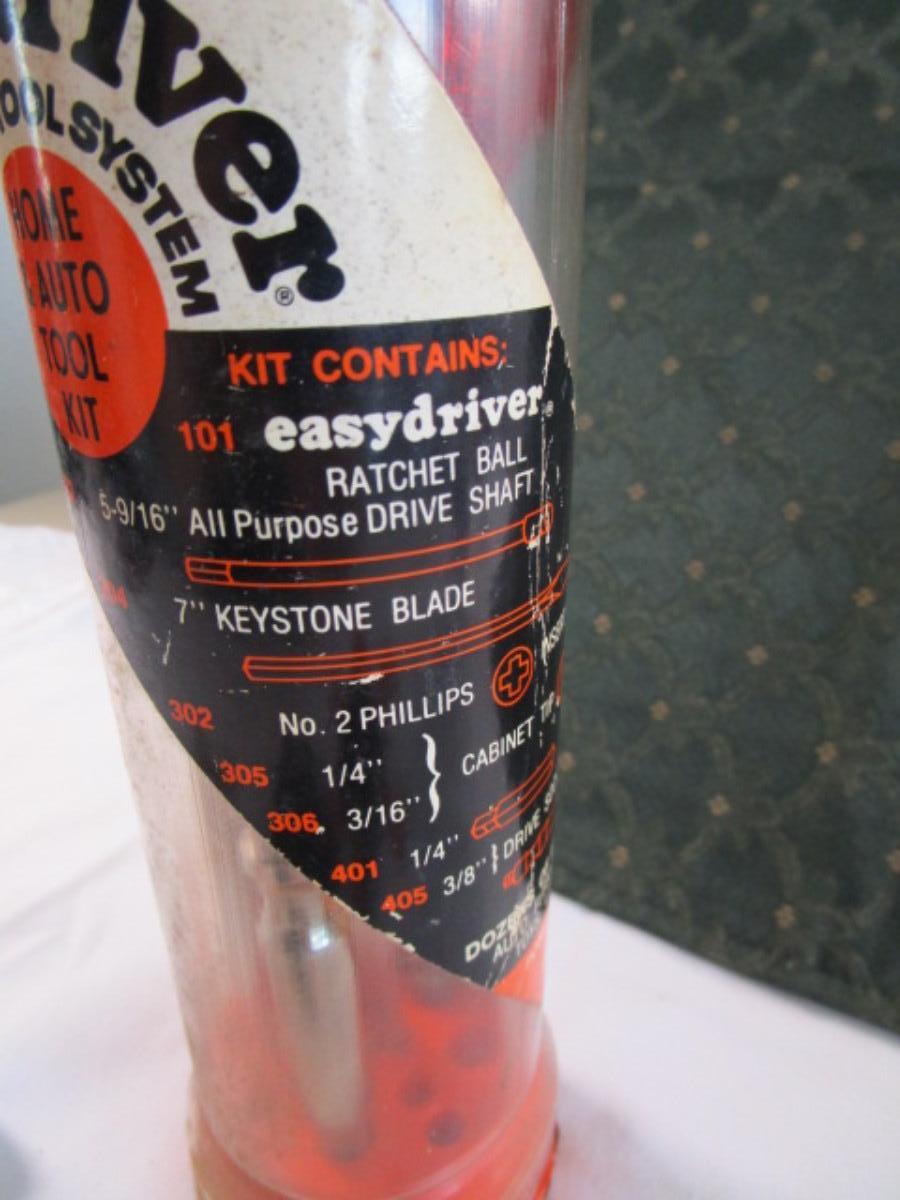 TOOL SYSTEM
HOME
& AUTO
TOOL
KIT
®
KIT CONTAINS:
101 easydriver®
RATCHET BALL
5-9/16" All Purpose DRIVE SHAFT
7" KEYSTONE BLADE
302 No. 2 PHILLIPS
305 1/4"
306 3/16"
CABINET TIP
401 1/4"
405 3/8"
DRIVE